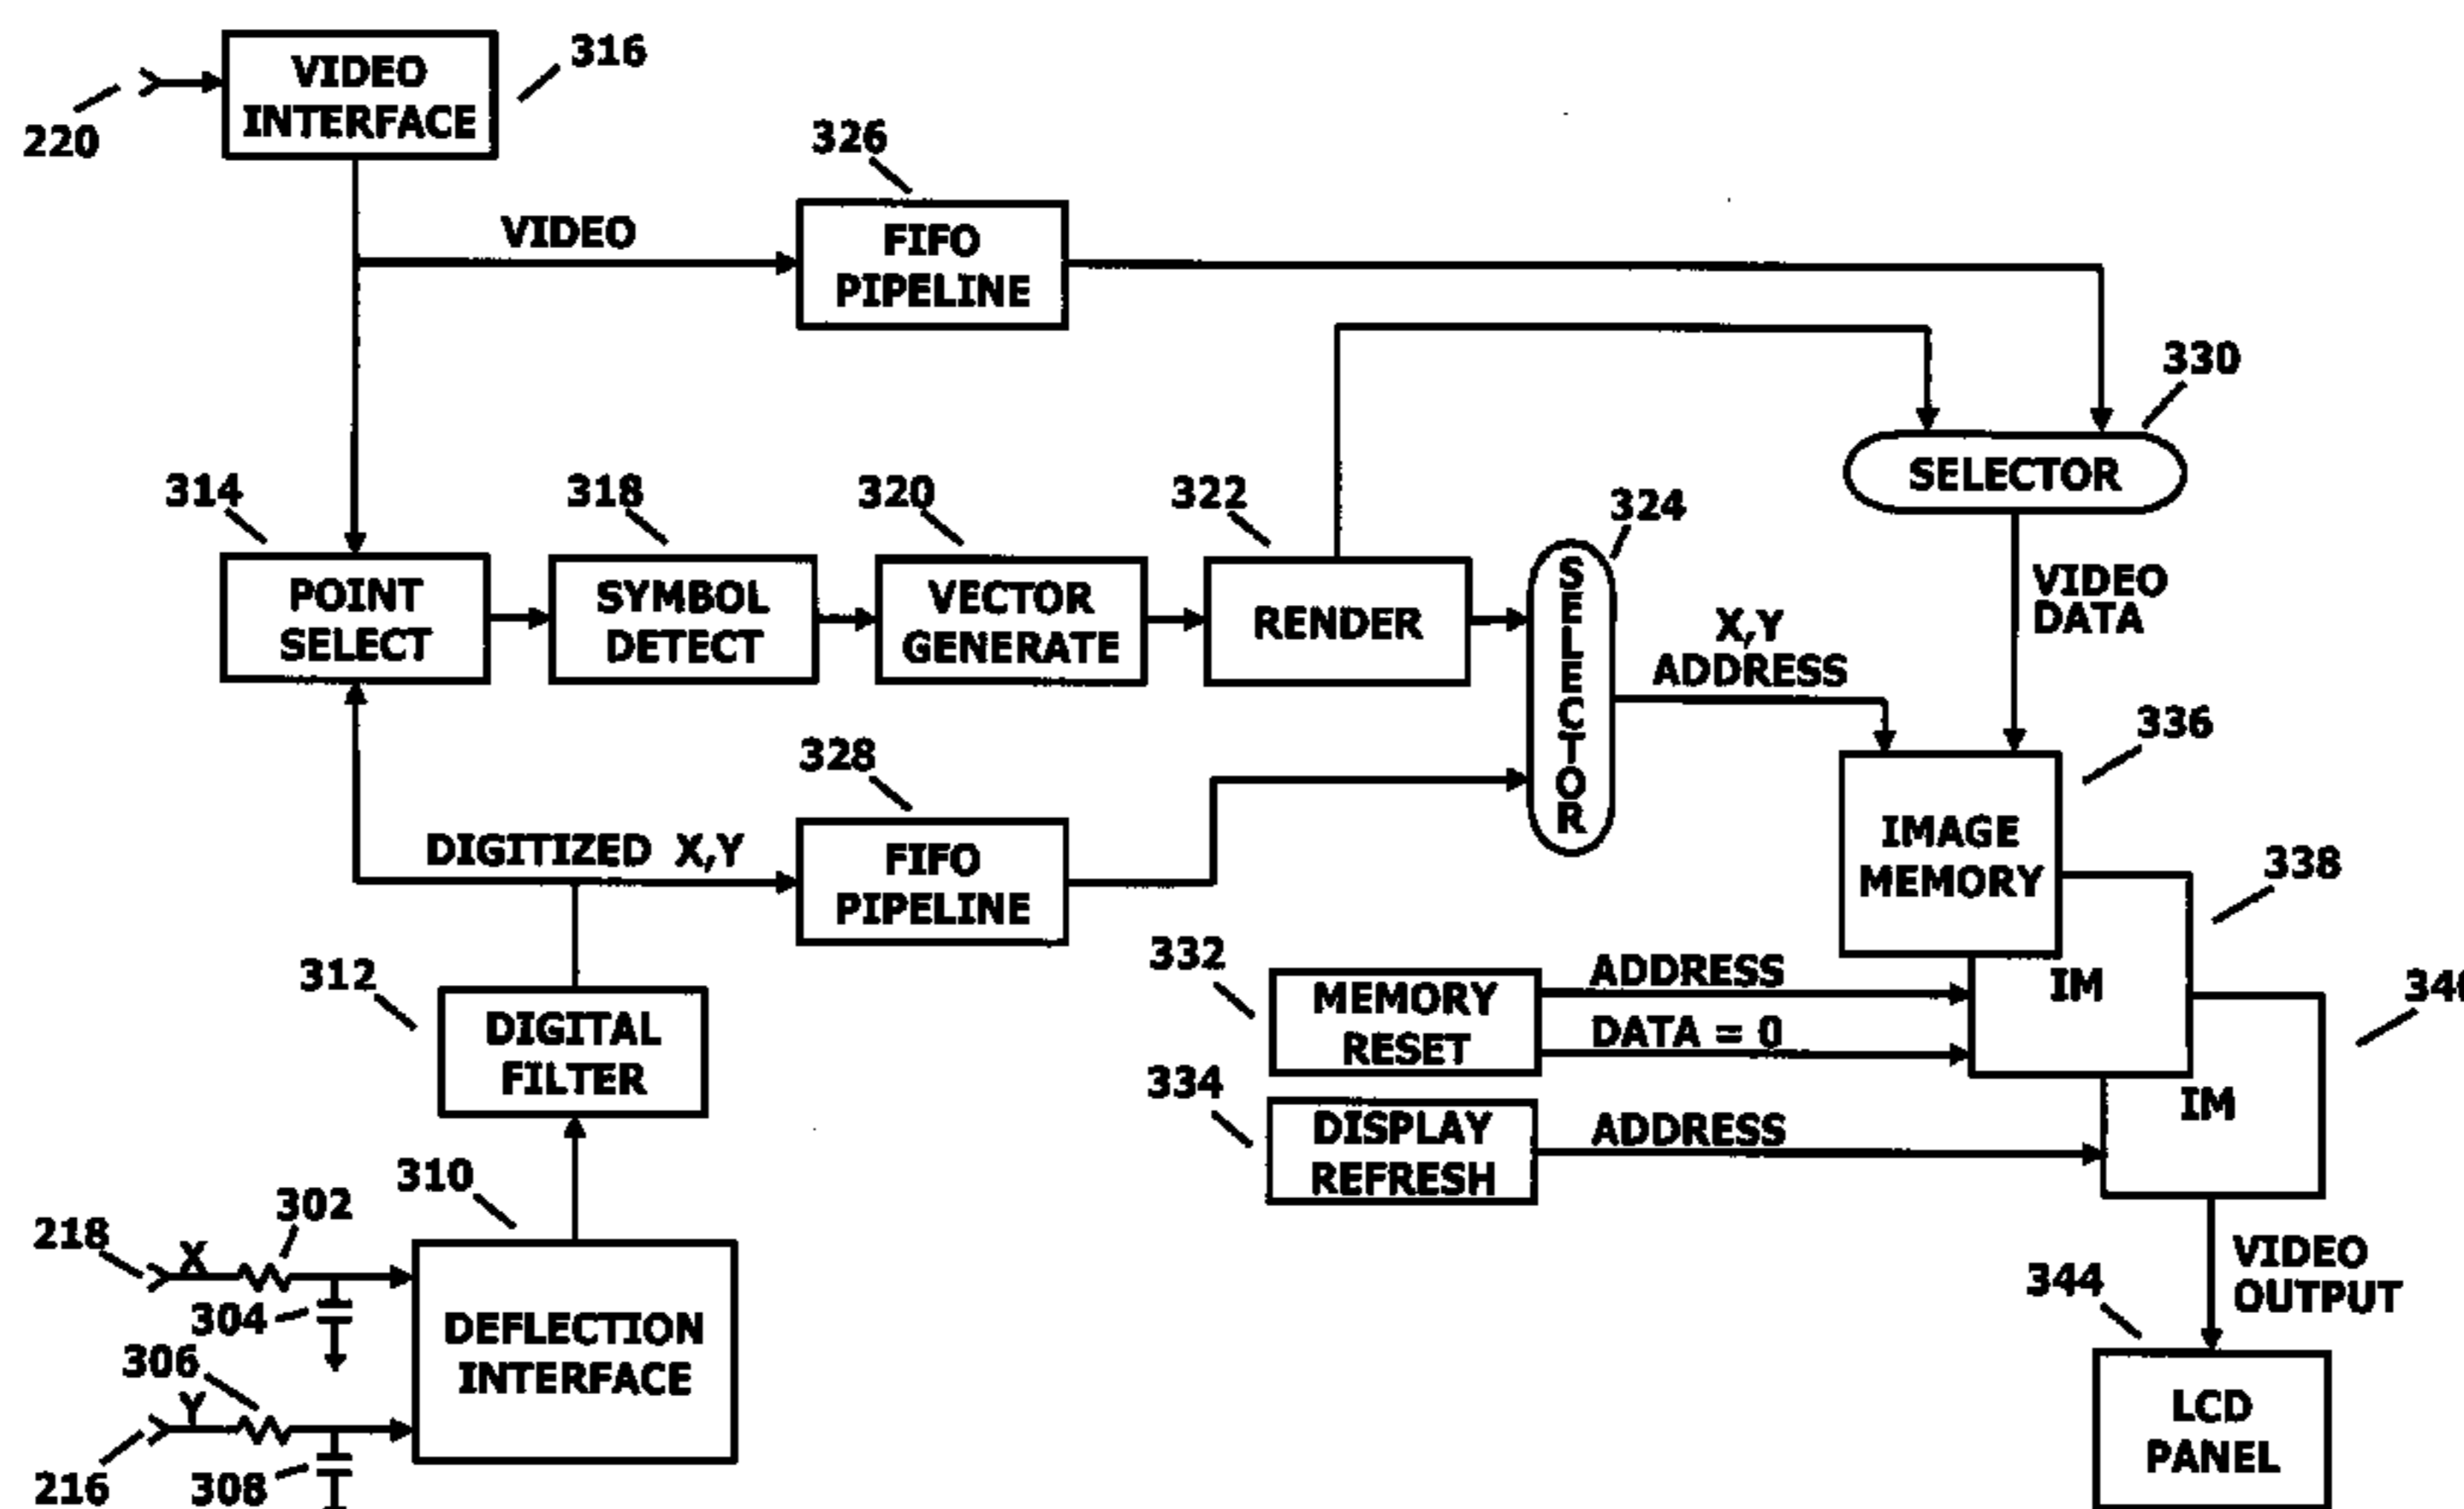 VIDEO
INTERFACE
316
220
326
VIDEO
FIFO
PIPELINE
330
SELECTOR
314
318
320
322
324
POINT
SELECT
SYMBOL
DETECT
VECTOR
GENERATE
RENDER
SELECTOR
X,Y
ADDRESS
VIDEO
DATA
336
328
IMAGE
MEMORY
DIGITIZED X,Y
FIFO
PIPELINE
338
IM
312
DIGITAL
FILTER
332
MEMORY
RESET
ADDRESS
DATA = 0
IM
334
DISPLAY
REFRESH
ADDRESS
310
302
218
X
304
DEFLECTION
INTERFACE
306
Y
216
308
VIDEO
OUTPUT
344
LCD
PANEL